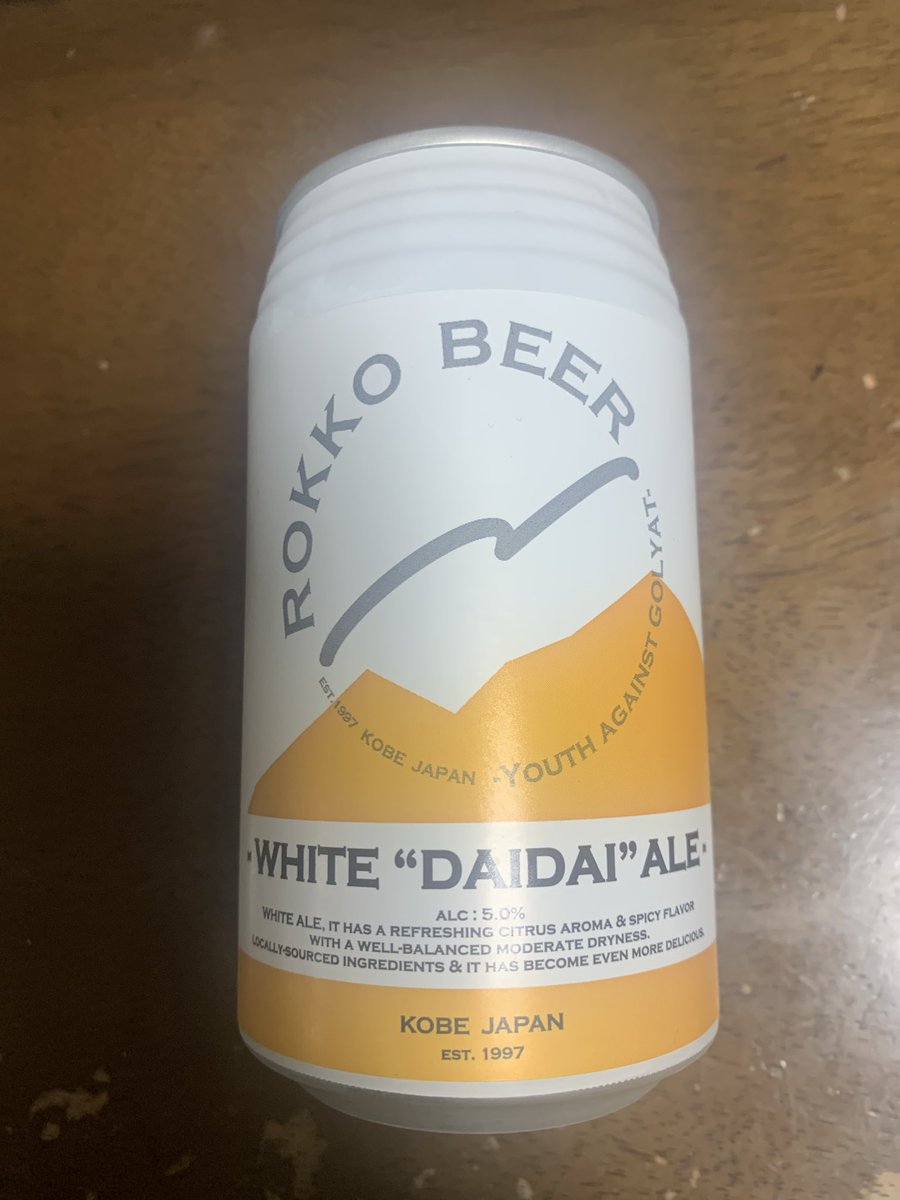 ROKKO BEER
EST. 1997 KOBE JAPAN -YOUTH AGAINST GOLYAT-
·WHITE “DAIDAI” ALE·
ALC : 5.0%
WHITE ALE, IT HAS A REFRESHING CITRUS AROMA & SPICY FLAVOR
WITH A WELL-BALANCED MODERATE DRYNESS.
LOCALLY-SOURCED INGREDIENTS & IT HAS BECOME EVEN MORE DELICIOUS.
KOBE JAPAN
EST. 1997